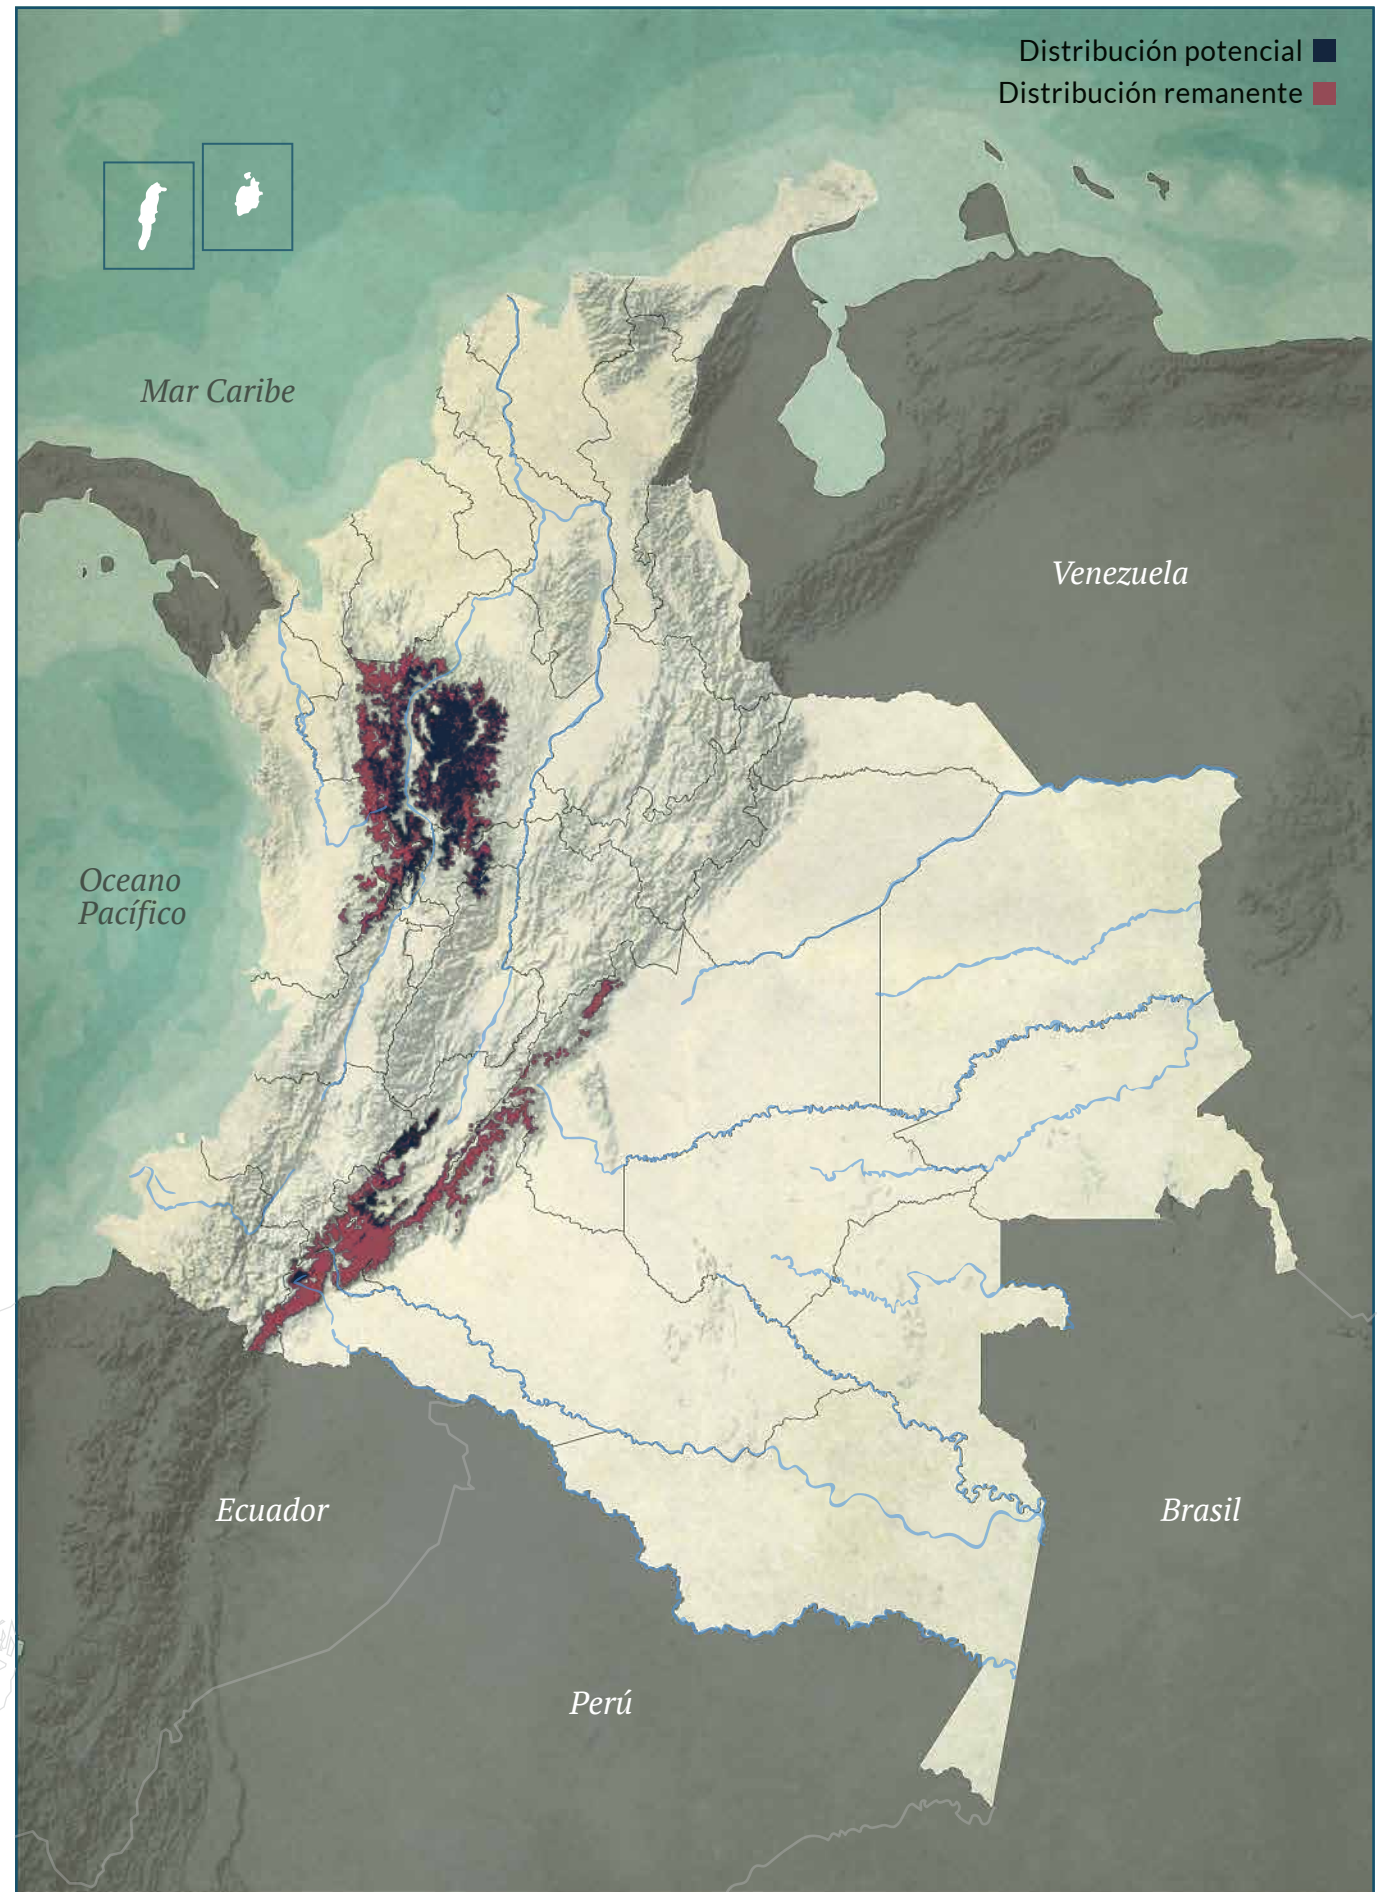 Distribución potencial
Distribución remanente
Mar Caribe
Venezuela
Oceano
Pacífico
Ecuador
Brasil
Perú